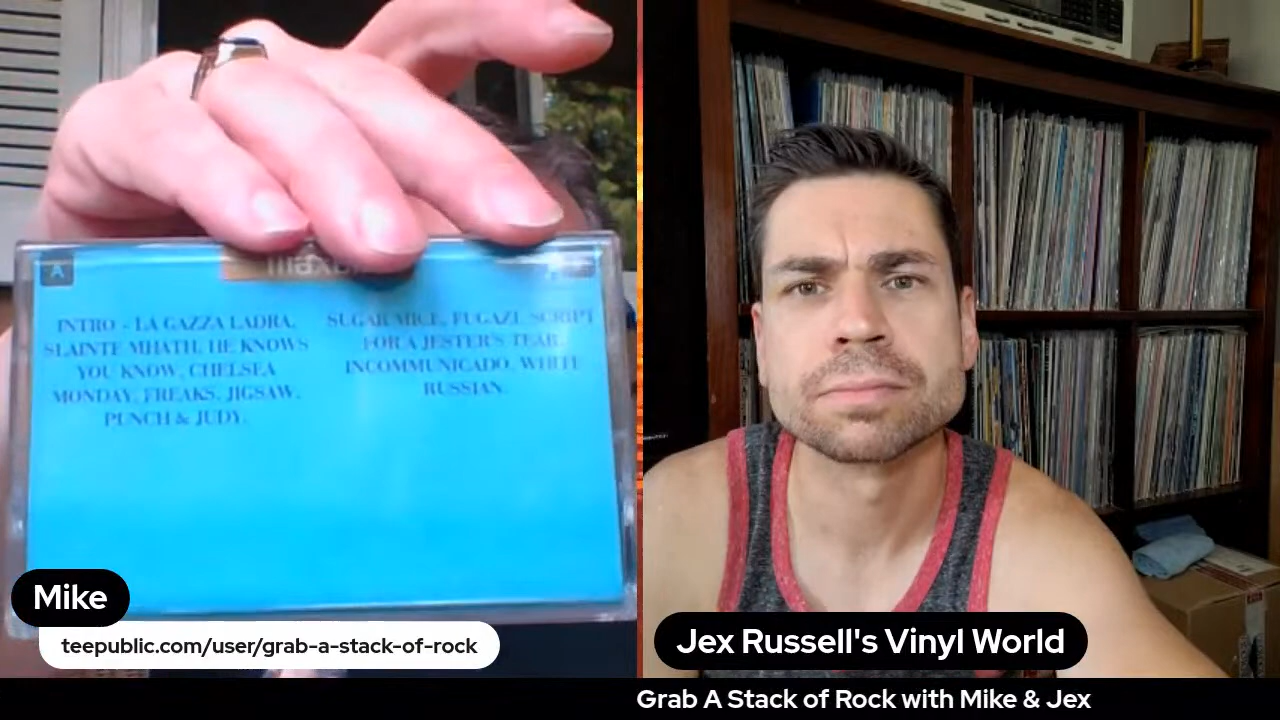 A
maxell
INTRO - LA GAZZA LADRA,
SLAINTE MHATH, HE KNOWS
YOU KNOW, CHELSEA
MONDAY, FREAKS, JIGSAW,
PUNCH & JUDY.
SUGAR MICE, FUGAZI, SCRIPT
FOR A JESTER'S TEAR,
INCOMMUNICADO, WHITE
RUSSIAN.
Mike
teepublic.com/user/grab-a-stack-of-rock
Jex Russell's Vinyl World
Grab A Stack of Rock with Mike & Jex